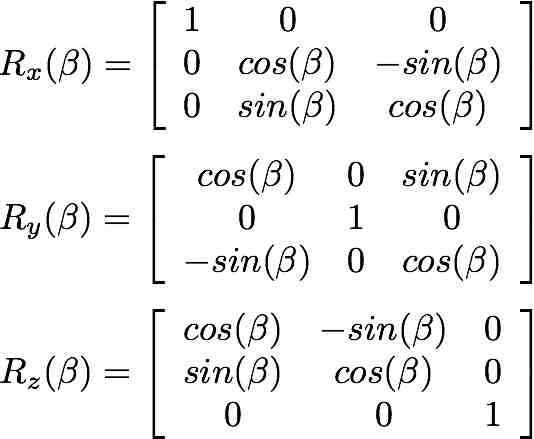 R_x(β) = [ 1 0 0
0 cos(β) −sin(β)
0 sin(β) cos(β) ]
R_y(β) = [ cos(β) 0 sin(β)
0 1 0
−sin(β) 0 cos(β) ]
R_z(β) = [ cos(β) −sin(β) 0
sin(β) cos(β) 0
0 0 1 ]